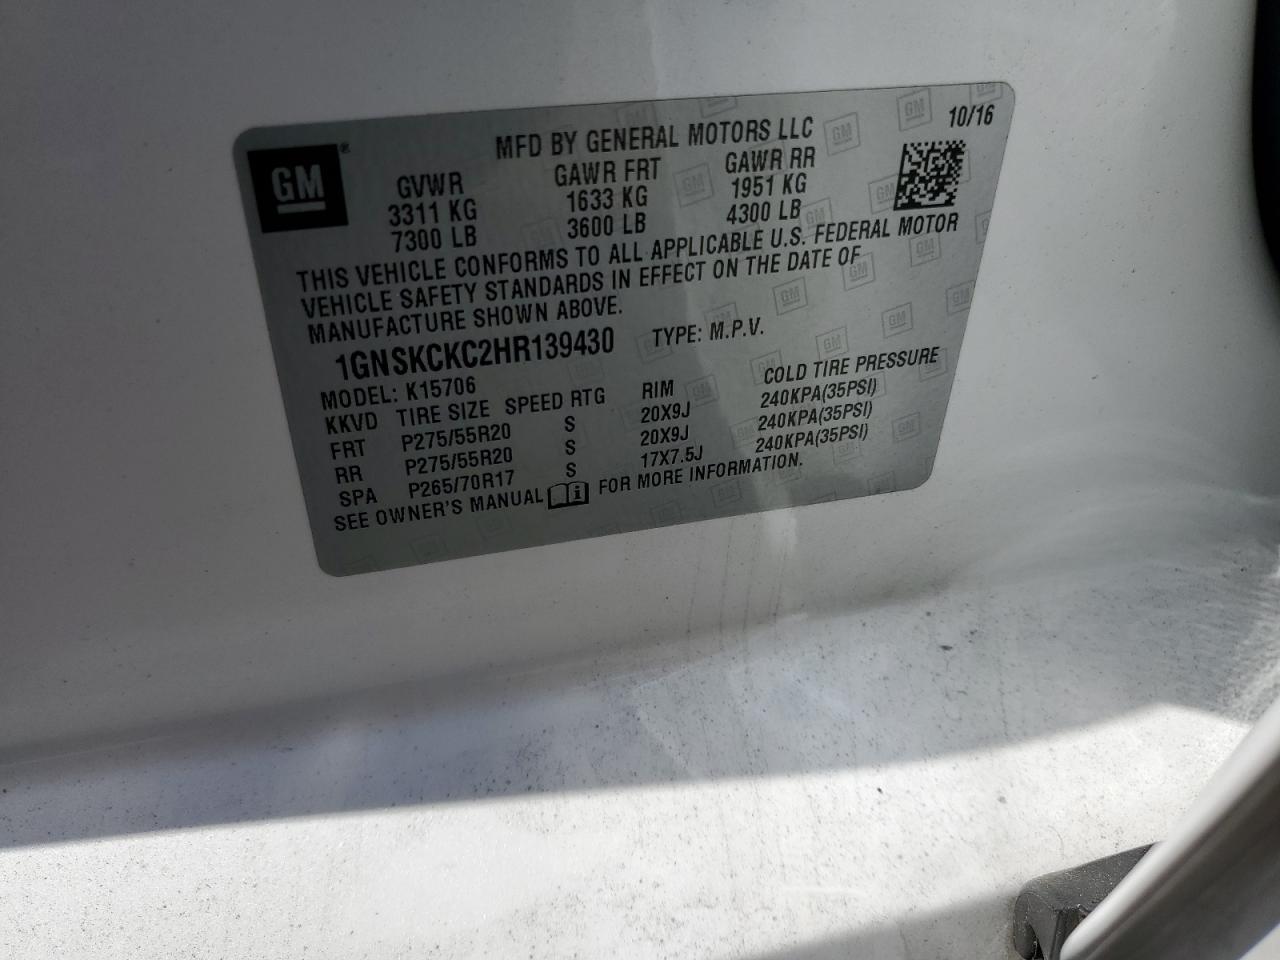 10/16
MFD BY GENERAL MOTORS LLC
GM®
GVWR GAWR FRT GAWR RR
3311 KG 1633 KG 1951 KG
7300 LB 3600 LB 4300 LB
THIS VEHICLE CONFORMS TO ALL APPLICABLE U.S. FEDERAL MOTOR
VEHICLE SAFETY STANDARDS IN EFFECT ON THE DATE OF
MANUFACTURE SHOWN ABOVE.
1GNSKCKC2HR139430 TYPE: M.P.V.
MODEL: K15706
KKVD TIRE SIZE SPEED RTG RIM COLD TIRE PRESSURE
FRT P275/55R20 S 20X9J 240KPA(35PSI)
RR P275/55R20 S 20X9J 240KPA(35PSI)
SPA P265/70R17 S 17X7.5J 240KPA(35PSI)
SEE OWNER'S MANUAL FOR MORE INFORMATION.